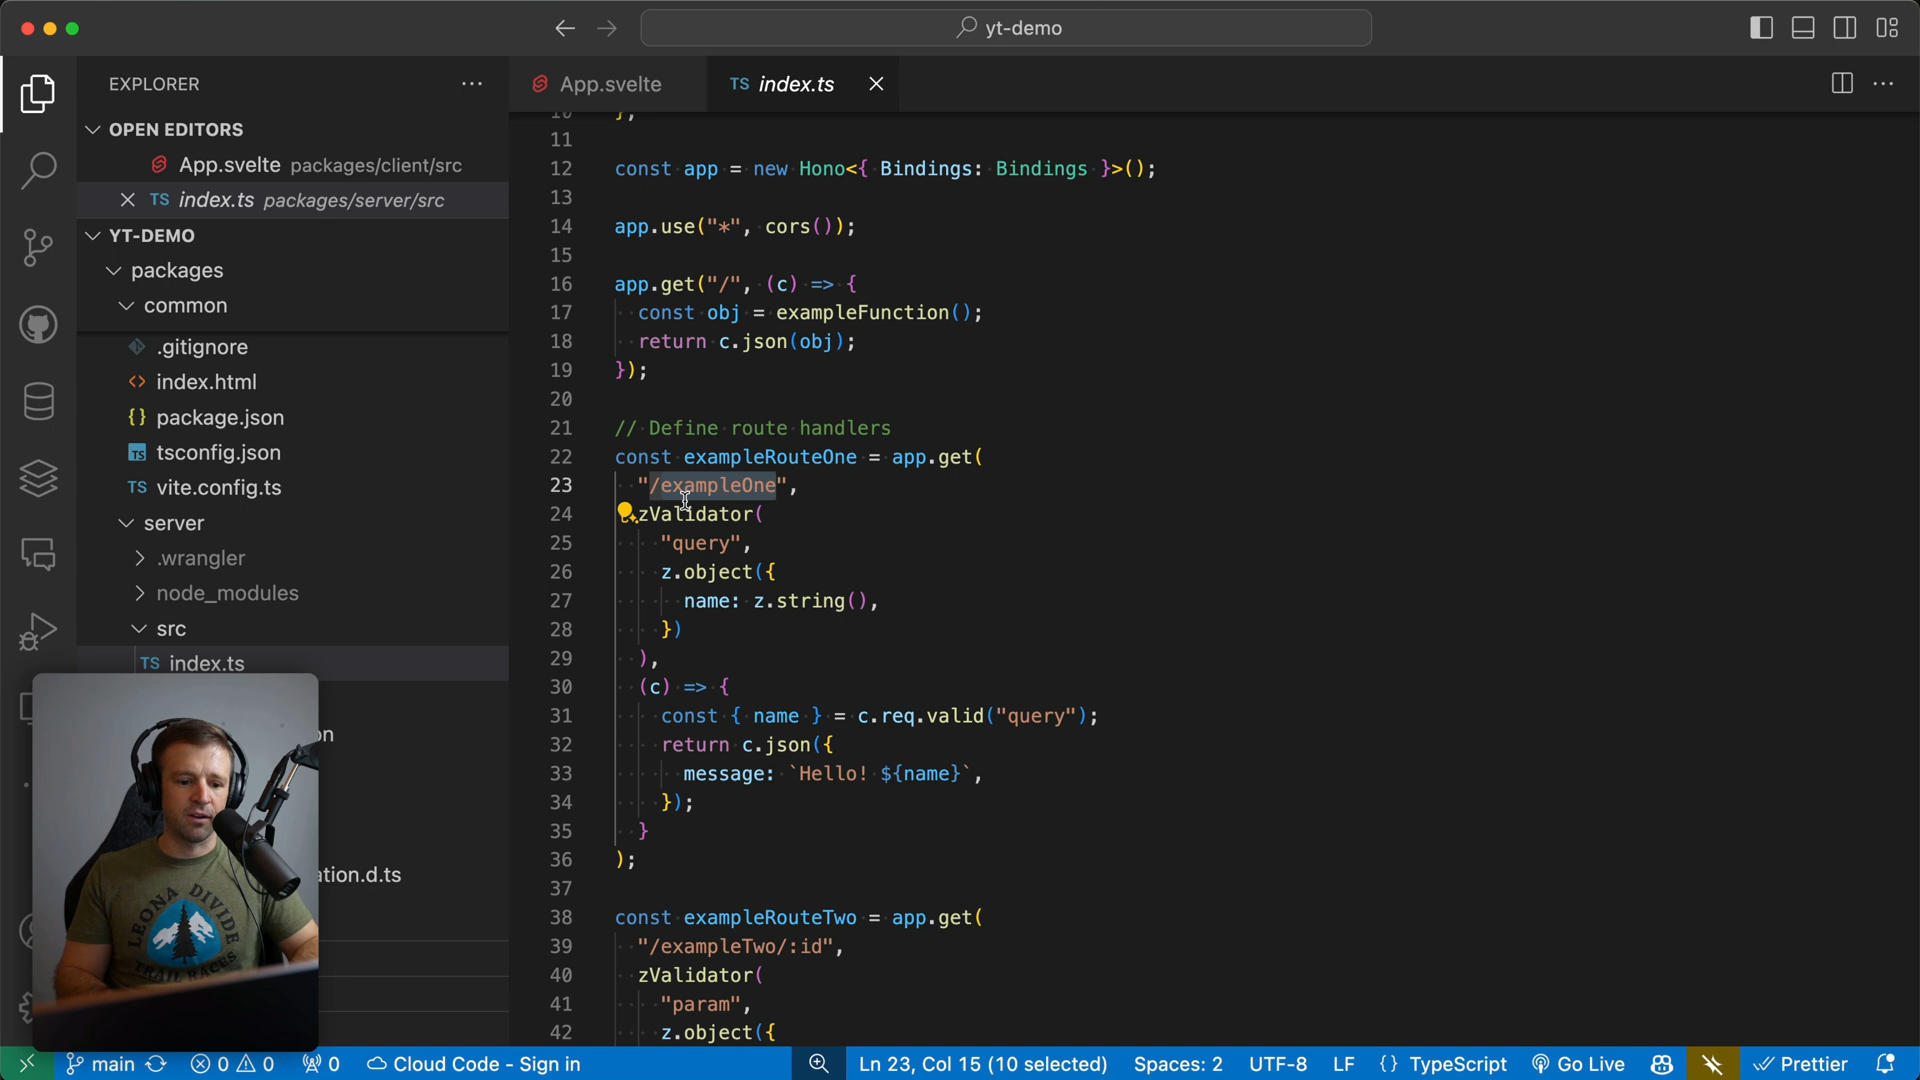 yt-demo
EXPLORER
App.svelte
TS index.ts
OPEN EDITORS
App.svelte packages/client/src
TS index.ts packages/server/src
YT-DEMO
packages
common
.gitignore
index.html
{} package.json
TS tsconfig.json
TS vite.config.ts
server
.wrangler
node_modules
src
TS index.ts
on
ation.d.ts
10 };
11
12 const app = new Hono<{ Bindings: Bindings }>();
13
14 app.use("*", cors());
15
16 app.get("/", (c) => {
17 const obj = exampleFunction();
18 return c.json(obj);
19 });
20
21 // Define route handlers
22 const exampleRouteOne = app.get(
23 "/exampleOne",
24 zValidator(
25 "query",
26 z.object({
27 name: z.string(),
28 })
29 ),
30 (c) => {
31 const { name } = c.req.valid("query");
32 return c.json({
33 message: `Hello! ${name}`,
34 });
35 }
36 );
37
38 const exampleRouteTwo = app.get(
39 "/exampleTwo/:id",
40 zValidator(
41 "param",
42 z.object({
LEONA DIVIDE
TRAIL RACES
main 0 0 0 Cloud Code - Sign in Ln 23, Col 15 (10 selected) Spaces: 2 UTF-8 LF {} TypeScript Go Live Prettier